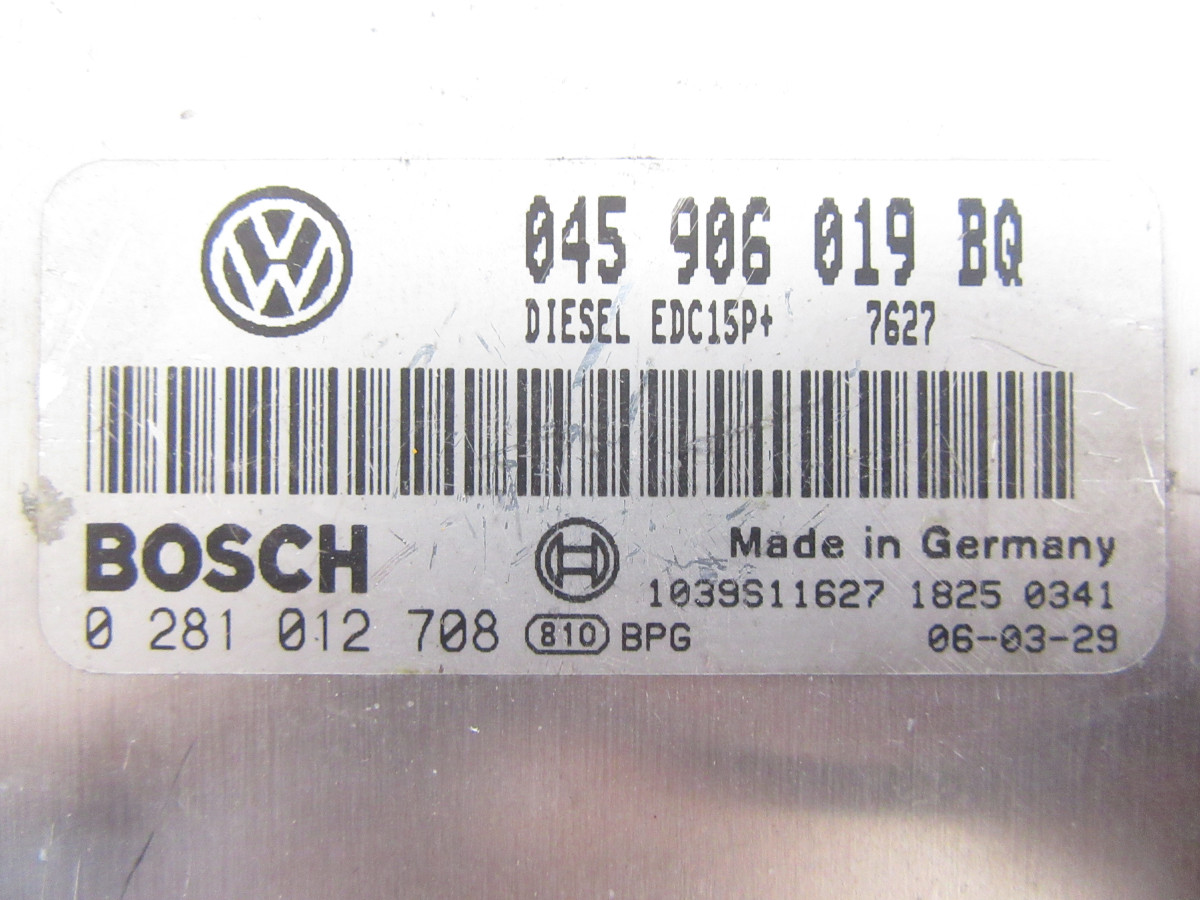 045 906 019 BQ
DIESEL EDC15P+ 7627
BOSCH
Made in Germany
1039S11627 1825 0341
0 281 012 708 810 BPG 06-03-29